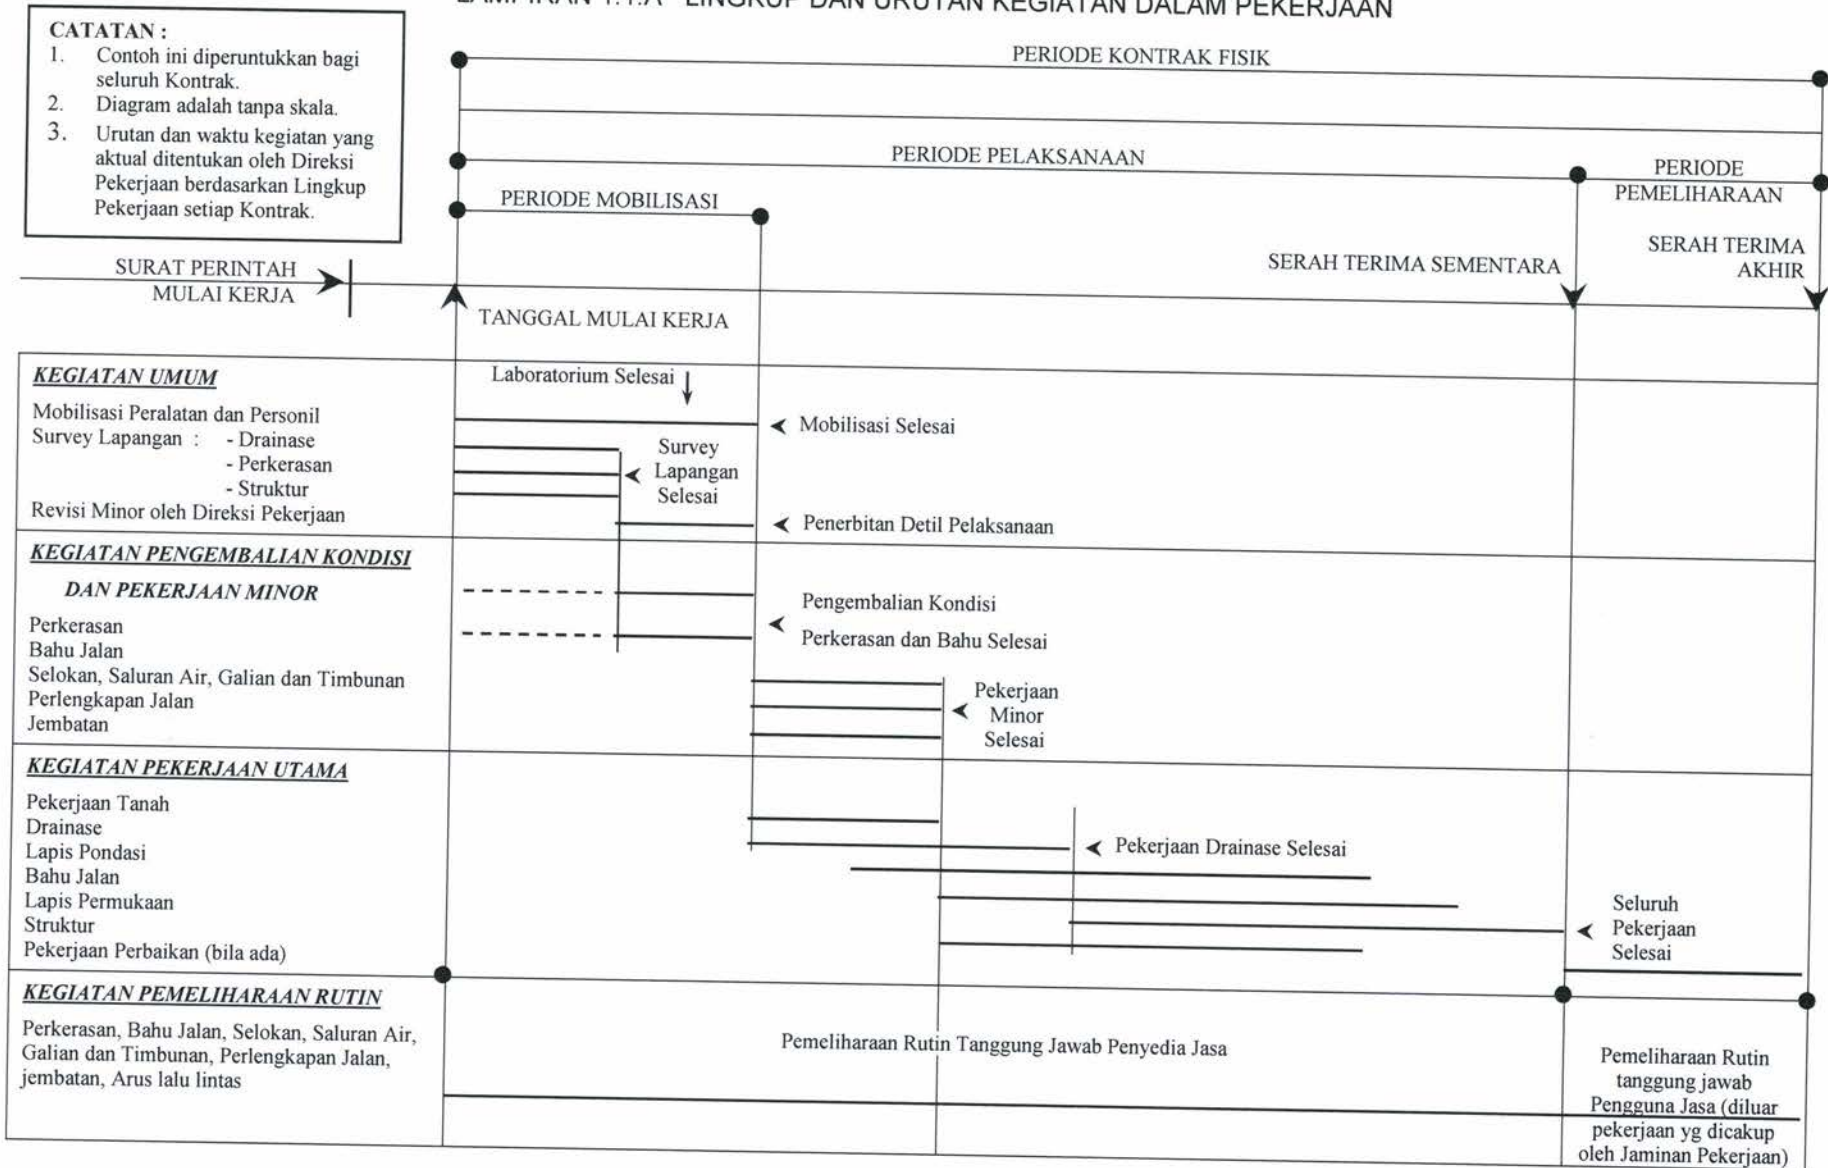 LAMPIRAN 1.1.A - LINGKUP DAN URUTAN KEGIATAN DALAM PEKERJAAN
CATATAN :
1. Contoh ini diperuntukkan bagi
seluruh Kontrak.
2. Diagram adalah tanpa skala.
3. Urutan dan waktu kegiatan yang
aktual ditentukan oleh Direksi
Pekerjaan berdasarkan Lingkup
Pekerjaan setiap Kontrak.
PERIODE KONTRAK FISIK
PERIODE PELAKSANAAN
PERIODE
PEMELIHARAAN
PERIODE MOBILISASI
SERAH TERIMA SEMENTARA
SERAH TERIMA
AKHIR
SURAT PERINTAH
MULAI KERJA
TANGGAL MULAI KERJA
KEGIATAN UMUM
Mobilisasi Peralatan dan Personil
Survey Lapangan : - Drainase
- Perkerasan
- Struktur
Revisi Minor oleh Direksi Pekerjaan
Laboratorium Selesai
Mobilisasi Selesai
Survey
Lapangan
Selesai
Penerbitan Detil Pelaksanaan
KEGIATAN PENGEMBALIAN KONDISI
DAN PEKERJAAN MINOR
Perkerasan
Bahu Jalan
Selokan, Saluran Air, Galian dan Timbunan
Perlengkapan Jalan
Jembatan
Pengembalian Kondisi
Perkerasan dan Bahu Selesai
Pekerjaan
Minor
Selesai
KEGIATAN PEKERJAAN UTAMA
Pekerjaan Tanah
Drainase
Lapis Pondasi
Bahu Jalan
Lapis Permukaan
Struktur
Pekerjaan Perbaikan (bila ada)
Pekerjaan Drainase Selesai
Seluruh
Pekerjaan
Selesai
KEGIATAN PEMELIHARAAN RUTIN
Perkerasan, Bahu Jalan, Selokan, Saluran Air,
Galian dan Timbunan, Perlengkapan Jalan,
jembatan, Arus lalu lintas
Pemeliharaan Rutin Tanggung Jawab Penyedia Jasa
Pemeliharaan Rutin
tanggung jawab
Pengguna Jasa (diluar
pekerjaan yg dicakup
oleh Jaminan Pekerjaan)